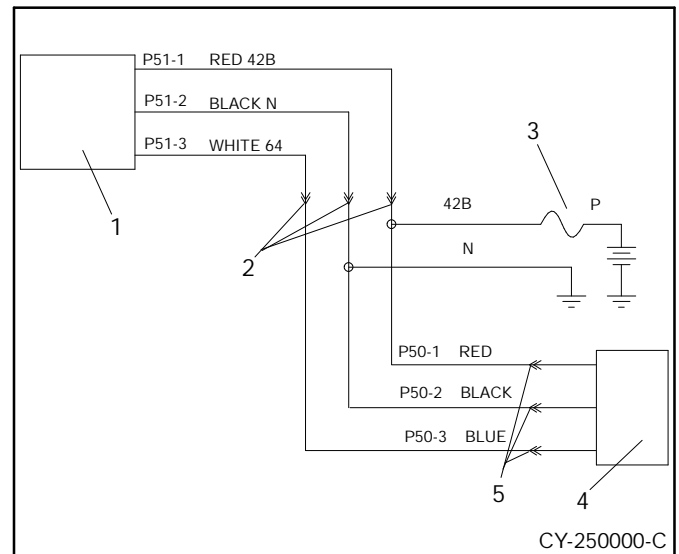 P51-1 RED 42B
P51-2 BLACK N
P51-3 WHITE 64
1
2
3
42B P
N
P50-1 RED
P50-2 BLACK
P50-3 BLUE
5
4
CY-250000-C